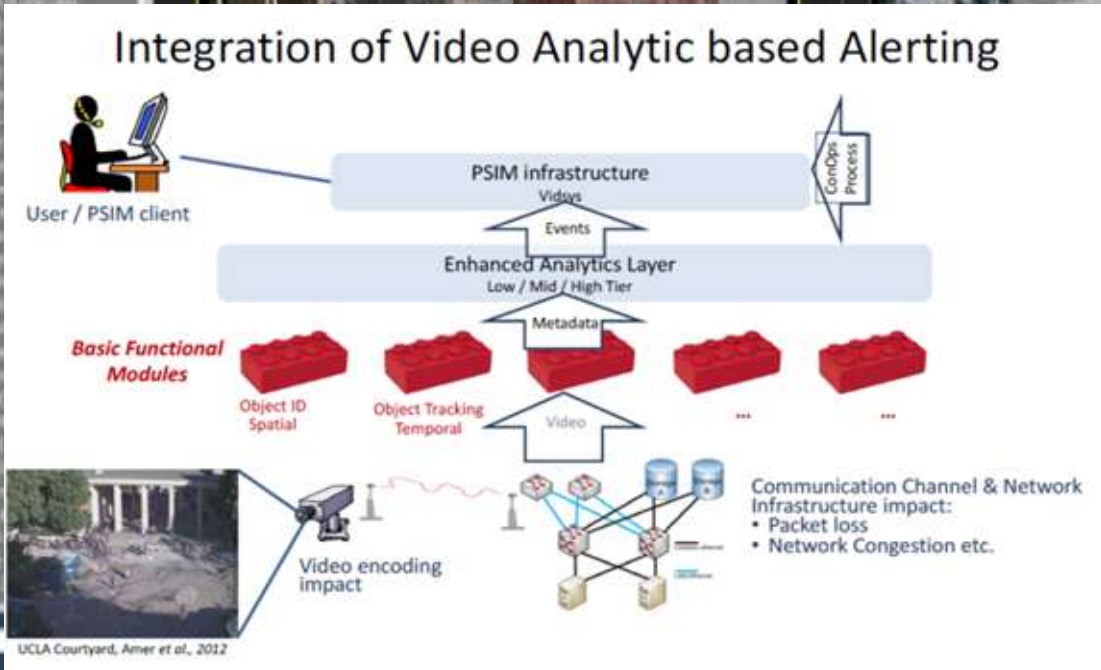 Integration of Video Analytic based Alerting
User / PSIM client
PSIM infrastructure
Vidsys
ConOps
Process
Events
Enhanced Analytics Layer
Low / Mid / High Tier
Metadata
Basic Functional
Modules
Object ID
Spatial
Object Tracking
Temporal
...
...
Video
Video encoding
impact
Communication Channel & Network
Infrastructure impact:
• Packet loss
• Network Congestion etc.
UCLA Courtyard, Amer et al., 2012